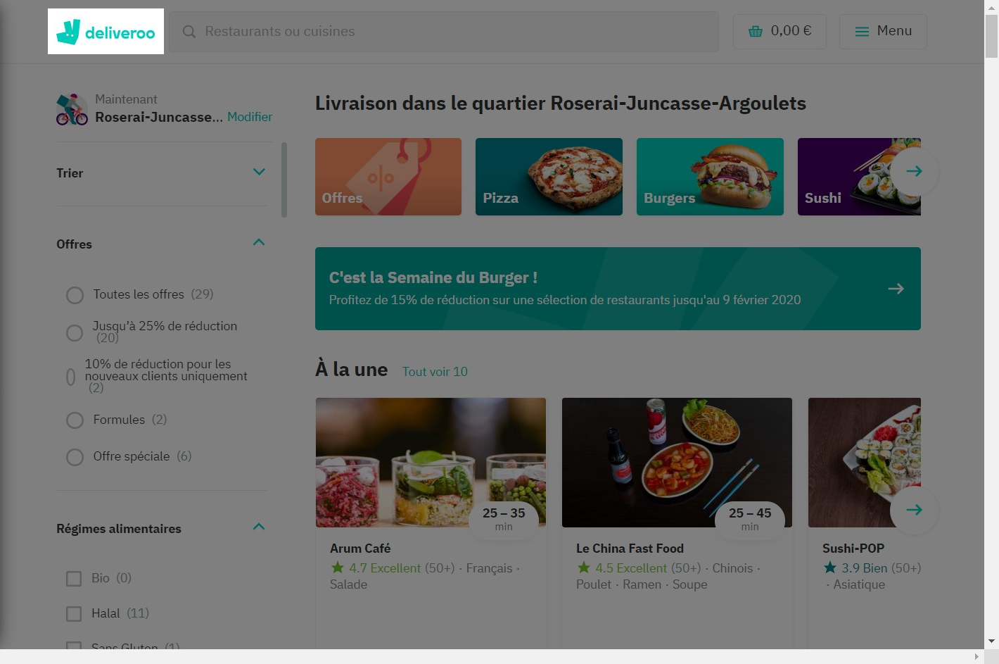 deliveroo
Restaurants ou cuisines
0,00 €
Menu
Maintenant
Roserai-Juncasse... Modifier
Trier
Offres
Toutes les offres (29)
Jusqu'à 25% de réduction
(20)
10% de réduction pour les
nouveaux clients uniquement
(2)
Formules (2)
Offre spéciale (6)
Régimes alimentaires
Bio (0)
Halal (11)
Sans Gluten (1)
Livraison dans le quartier Roserai-Juncasse-Argoulets
Offres
Pizza
Burgers
Sushi
C'est la Semaine du Burger !
Profitez de 15% de réduction sur une sélection de restaurants jusqu'au 9 février 2020
À la une Tout voir 10
25 – 35
min
Arum Café
4.7 Excellent (50+) · Français ·
Salade
25 – 45
min
Le China Fast Food
4.5 Excellent (50+) · Chinois ·
Poulet · Ramen · Soupe
Sushi-POP
3.9 Bien (50+)
· Asiatique